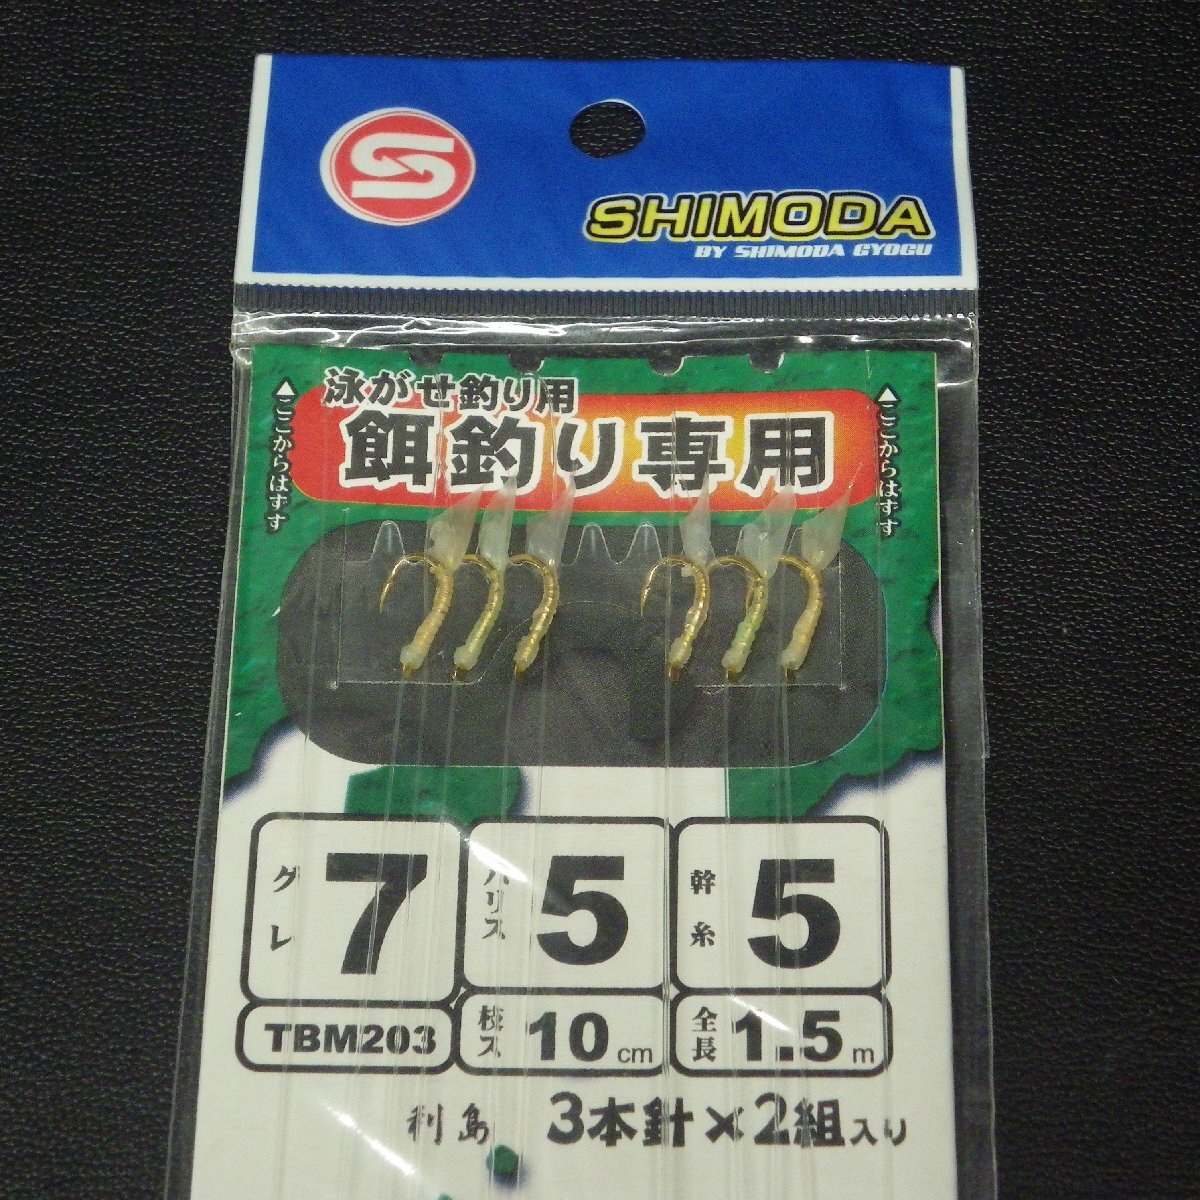 S
SHIMODA
BY SHIMODA GYOGU
泳がせ釣り用
餌釣り専用
▲ここからはずす
▲ここからはずす
グレ 7
ハリス 5
幹糸 5
TBM203
枝ス 10cm
全長 1.5m
利島 3本針×2組入り